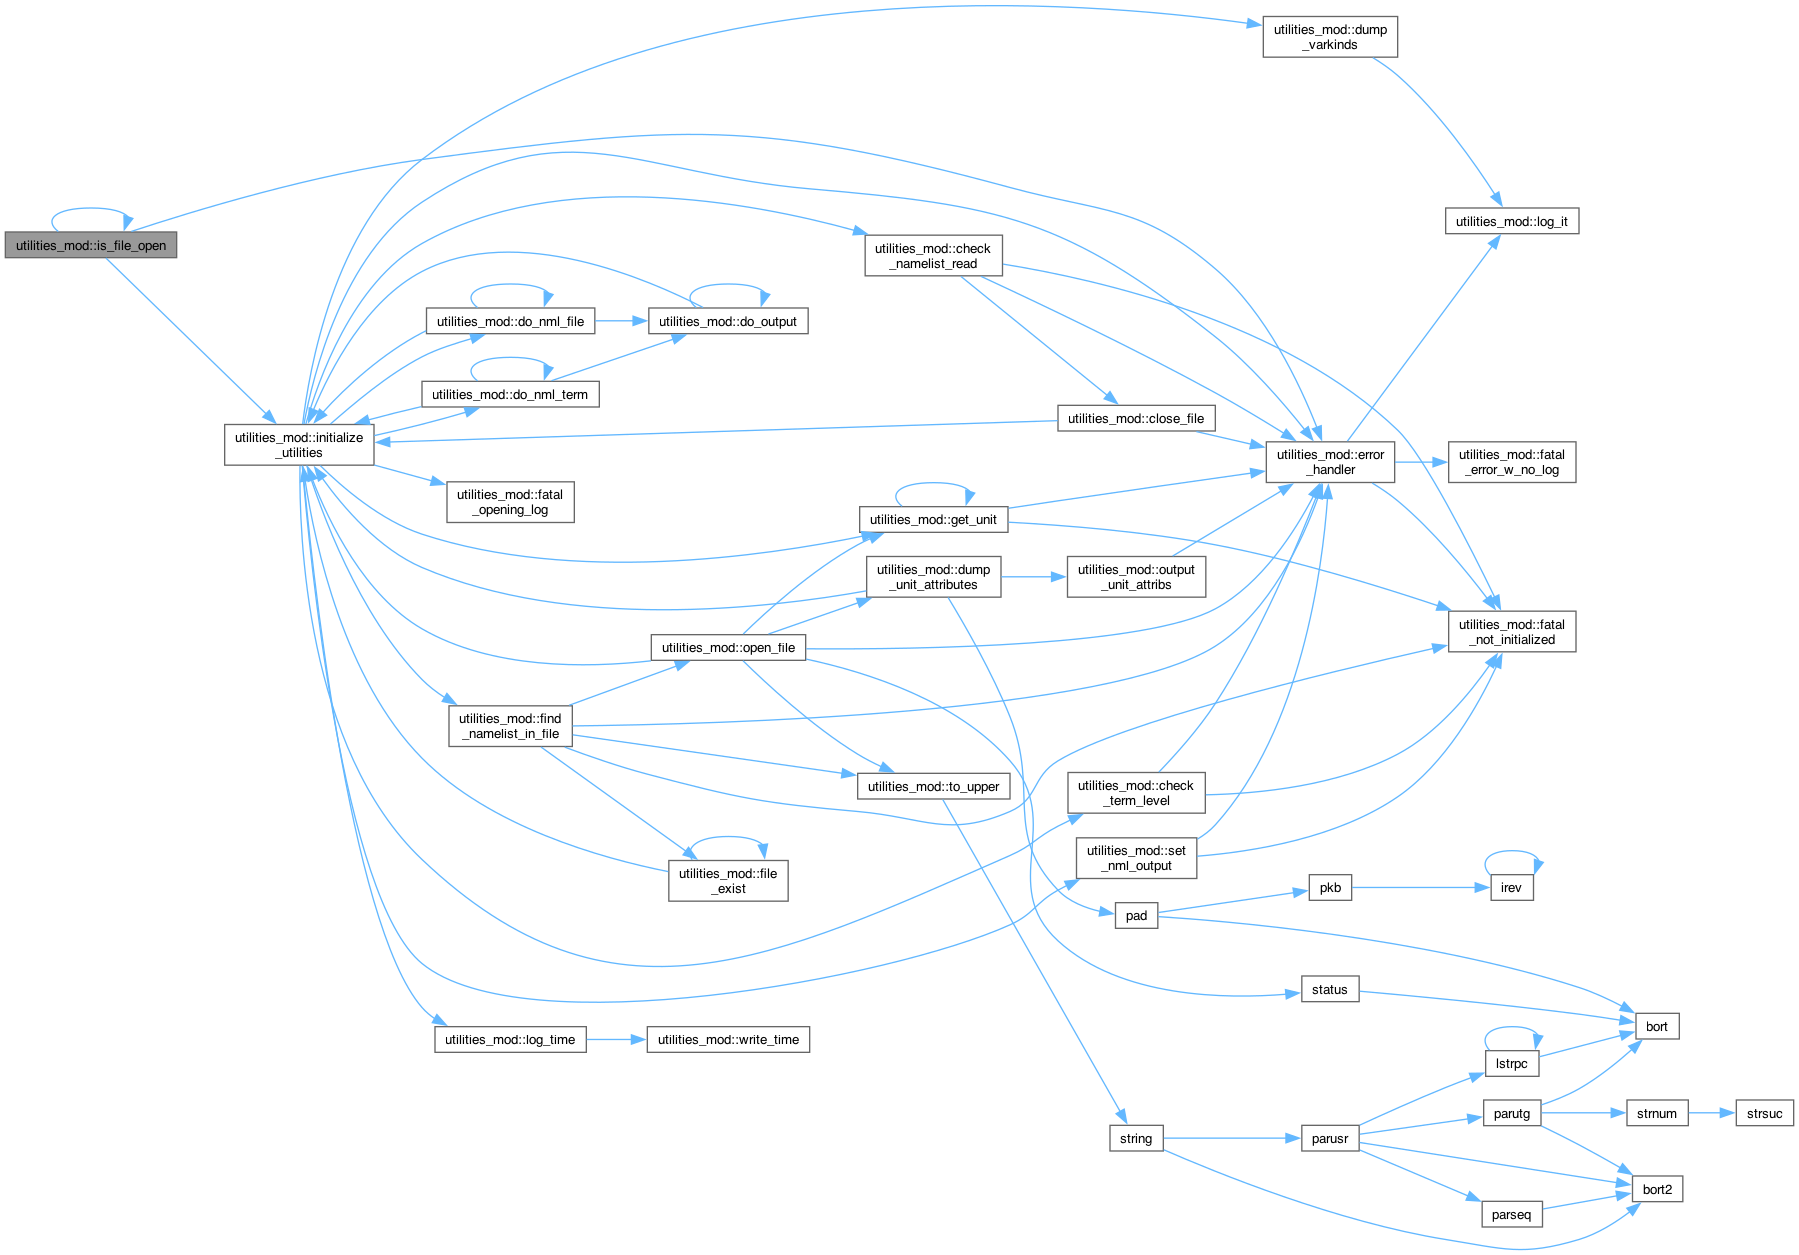 utilities_mod::dump
_varkinds
utilities_mod::log_it
utilities_mod::is_file_open
utilities_mod::check
_namelist_read
utilities_mod::do_nml_file
utilities_mod::do_output
utilities_mod::do_nml_term
utilities_mod::close_file
utilities_mod::initialize
_utilities
utilities_mod::error
_handler
utilities_mod::fatal
_error_w_no_log
utilities_mod::fatal
_opening_log
utilities_mod::get_unit
utilities_mod::dump
_unit_attributes
utilities_mod::output
_unit_attribs
utilities_mod::fatal
_not_initialized
utilities_mod::open_file
utilities_mod::find
_namelist_in_file
utilities_mod::to_upper
utilities_mod::check
_term_level
utilities_mod::set
_nml_output
utilities_mod::file
_exist
pkb
irev
pad
status
bort
utilities_mod::log_time
utilities_mod::write_time
lstrpc
parutg
strnum
strsuc
string
parusr
bort2
parseq